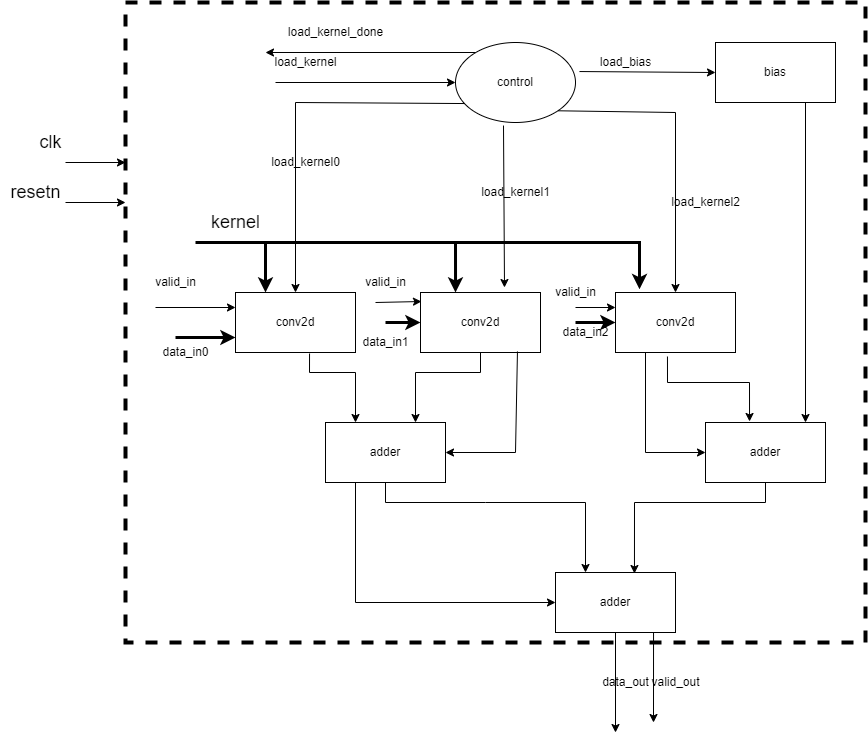 load_kernel_done
load_kernel
control
load_bias
bias
clk
load_kernel0
resetn
load_kernel1
load_kernel2
kernel
valid_in
valid_in
valid_in
conv2d
conv2d
conv2d
data_in0
data_in1
data_in2
adder
adder
adder
data_out
valid_out